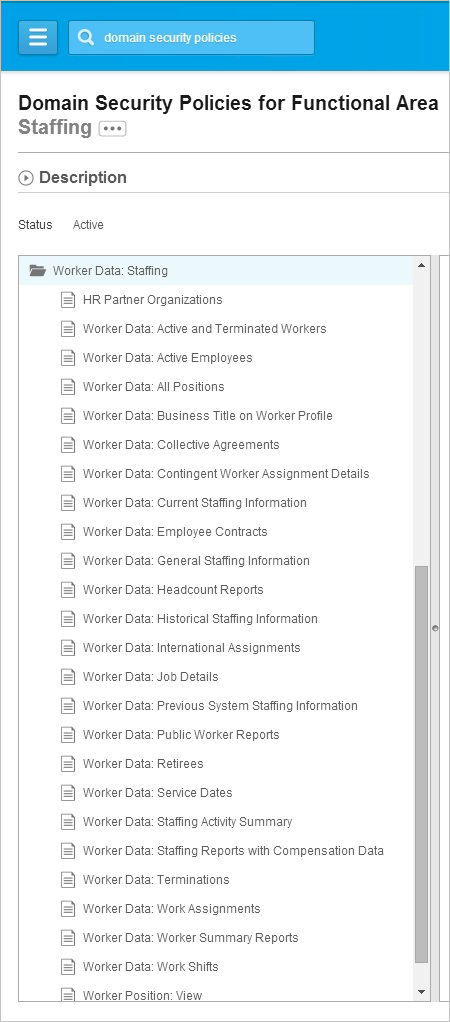 domain security policies
Domain Security Policies for Functional Area
Staffing
Description
Status Active
Worker Data: Staffing
HR Partner Organizations
Worker Data: Active and Terminated Workers
Worker Data: Active Employees
Worker Data: All Positions
Worker Data: Business Title on Worker Profile
Worker Data: Collective Agreements
Worker Data: Contingent Worker Assignment Details
Worker Data: Current Staffing Information
Worker Data: Employee Contracts
Worker Data: General Staffing Information
Worker Data: Headcount Reports
Worker Data: Historical Staffing Information
Worker Data: International Assignments
Worker Data: Job Details
Worker Data: Previous System Staffing Information
Worker Data: Public Worker Reports
Worker Data: Retirees
Worker Data: Service Dates
Worker Data: Staffing Activity Summary
Worker Data: Staffing Reports with Compensation Data
Worker Data: Terminations
Worker Data: Work Assignments
Worker Data: Worker Summary Reports
Worker Data: Work Shifts
Worker Position: View